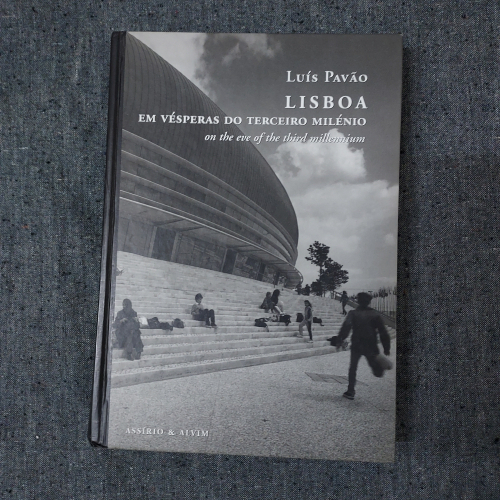 Luís Pavão
LISBOA
EM VÉSPERAS DO TERCEIRO MILÉNIO
on the eve of the third millennium
ASSÍRIO & ALVIM